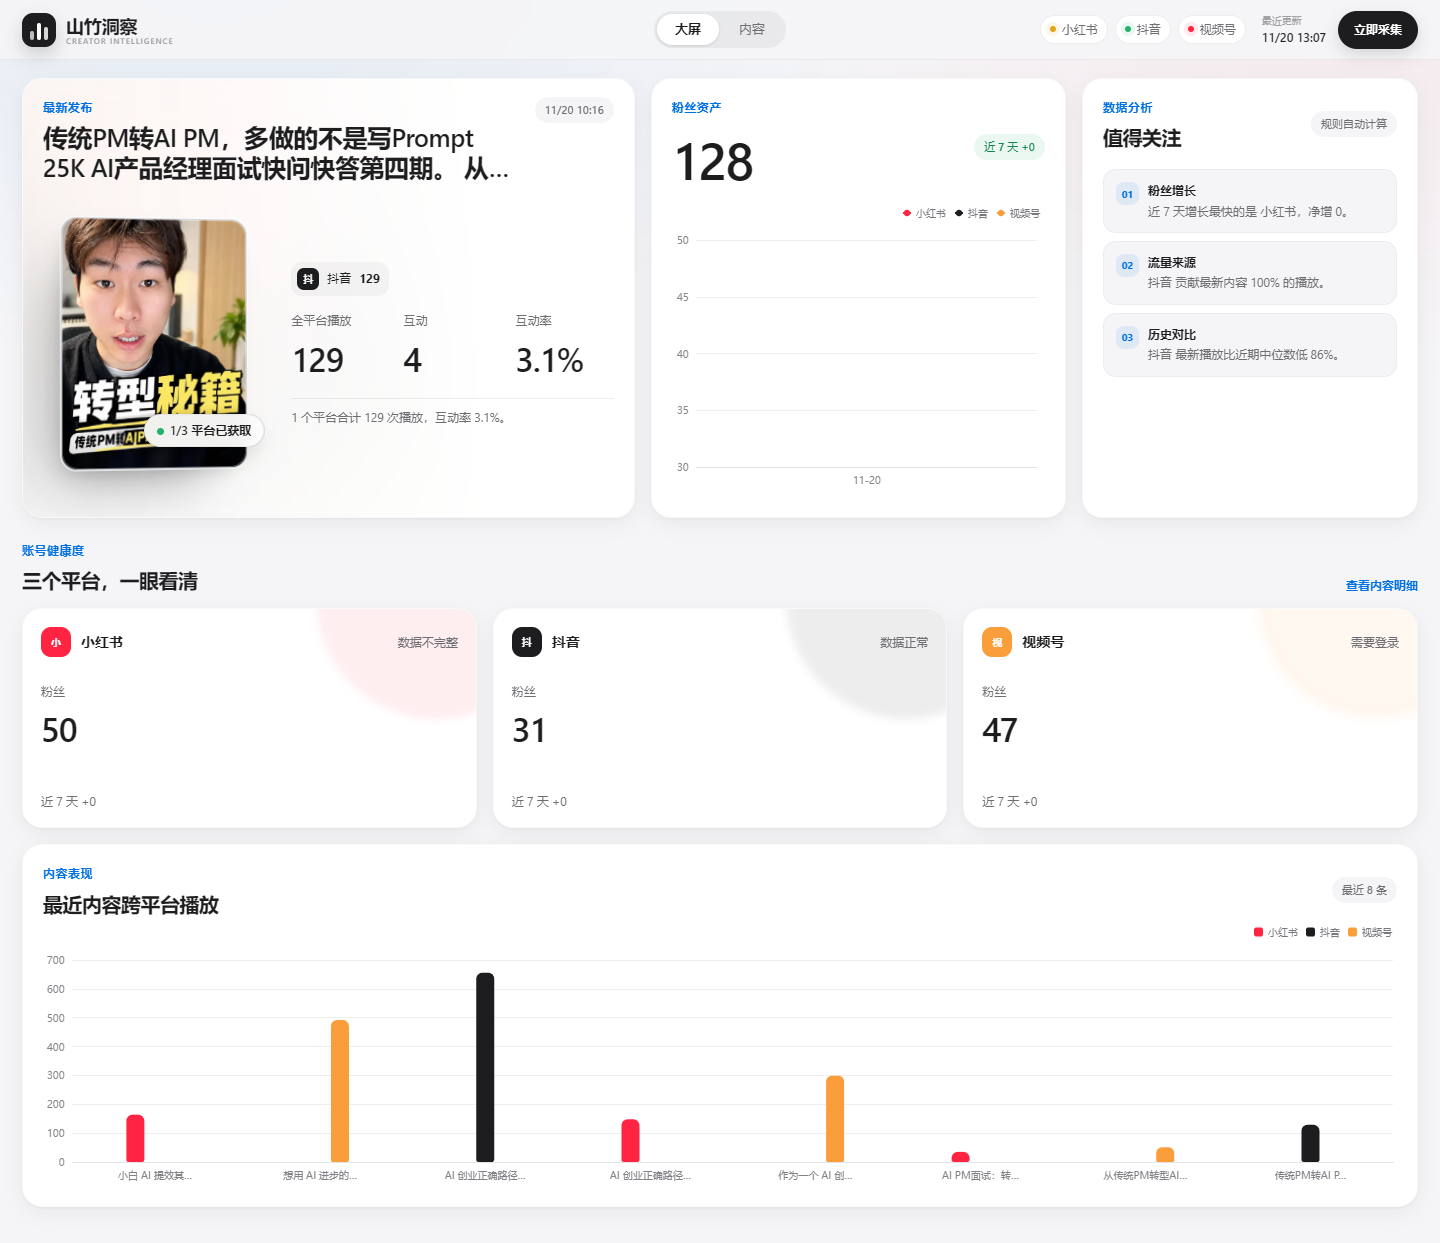 山竹洞察
CREATOR INTELLIGENCE
大屏
内容
小红书
抖音
视频号
最近更新
11/20 13:07
立即采集
最新发布
11/20 10:16
传统PM转AI PM，多做的不是写Prompt
25K AI产品经理面试快问快答第四期。 从...
转型秘籍
传统PM转AIP
1/3 平台已获取
抖
抖音 129
全平台播放
互动
互动率
129
4
3.1%
1 个平台合计 129 次播放，互动率 3.1%。
粉丝资产
128
近 7 天 +0
小红书
抖音
视频号
50
45
40
35
30
11-20
数据分析
值得关注
规则自动计算
01
粉丝增长
近 7 天增长最快的是 小红书，净增 0。
02
流量来源
抖音 贡献最新内容 100% 的播放。
03
历史对比
抖音 最新播放比近期中位数低 86%。
账号健康度
三个平台，一眼看清
查看内容明细
小
小红书
数据不完整
粉丝
50
近 7 天 +0
抖
抖音
数据正常
粉丝
31
近 7 天 +0
视
视频号
需要登录
粉丝
47
近 7 天 +0
内容表现
最近内容跨平台播放
最近 8 条
小红书
抖音
视频号
700
600
500
400
300
200
100
0
小白 AI 提效其...
想用 AI 进步的...
AI 创业正确路径...
AI 创业正确路径...
作为一个 AI 创...
AI PM面试：转...
从传统PM转型AI...
传统PM转AI P...